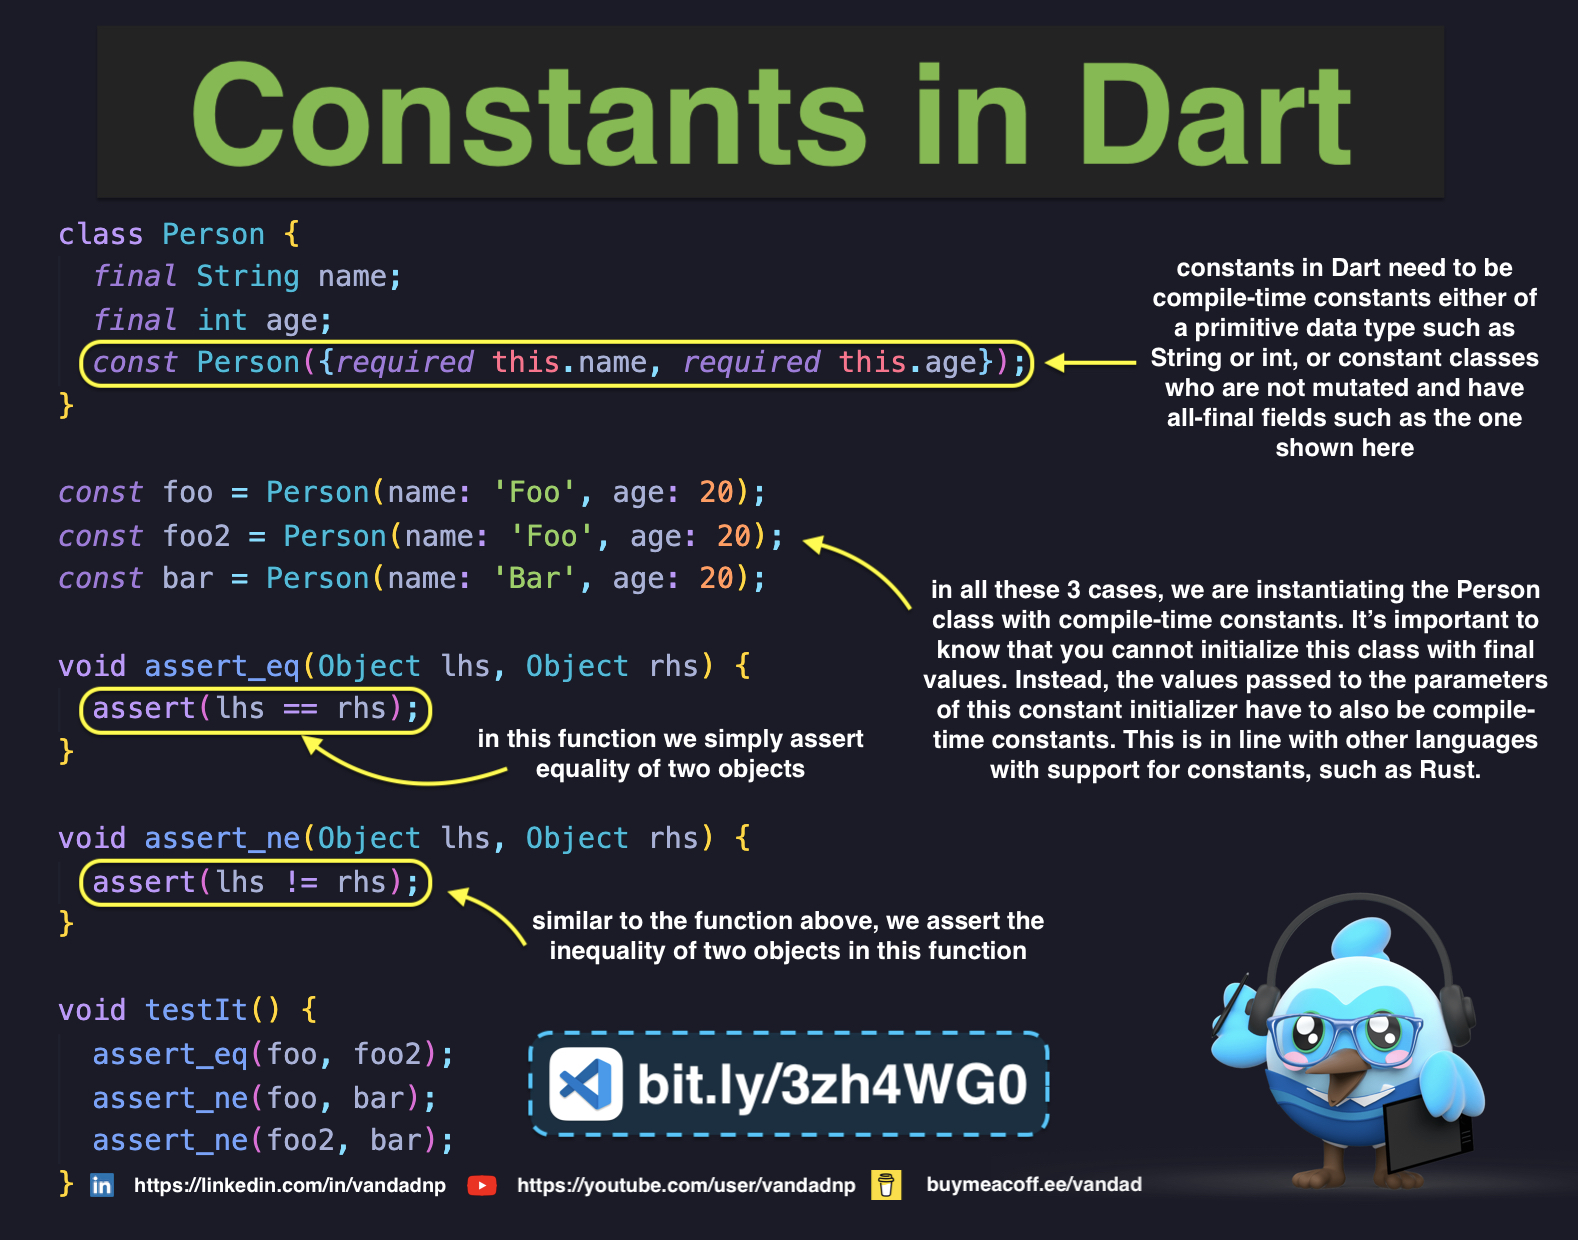 Constants in Dart
class Person {
final String name;
final int age;
const Person({required this.name, required this.age});
}
constants in Dart need to be
compile-time constants either of
a primitive data type such as
String or int, or constant classes
who are not mutated and have
all-final fields such as the one
shown here
const foo = Person(name: 'Foo', age: 20);
const foo2 = Person(name: 'Foo', age: 20);
const bar = Person(name: 'Bar', age: 20);
in all these 3 cases, we are instantiating the Person
class with compile-time constants. It’s important to
know that you cannot initialize this class with final
values. Instead, the values passed to the parameters
of this constant initializer have to also be compile-
time constants. This is in line with other languages
with support for constants, such as Rust.
void assert_eq(Object lhs, Object rhs) {
assert(lhs == rhs);
}
in this function we simply assert
equality of two objects
void assert_ne(Object lhs, Object rhs) {
assert(lhs != rhs);
}
similar to the function above, we assert the
inequality of two objects in this function
void testIt() {
assert_eq(foo, foo2);
assert_ne(foo, bar);
assert_ne(foo2, bar);
}
bit.ly/3zh4WG0
https://linkedin.com/in/vandadnp
https://youtube.com/user/vandadnp
buymeacoff.ee/vandad